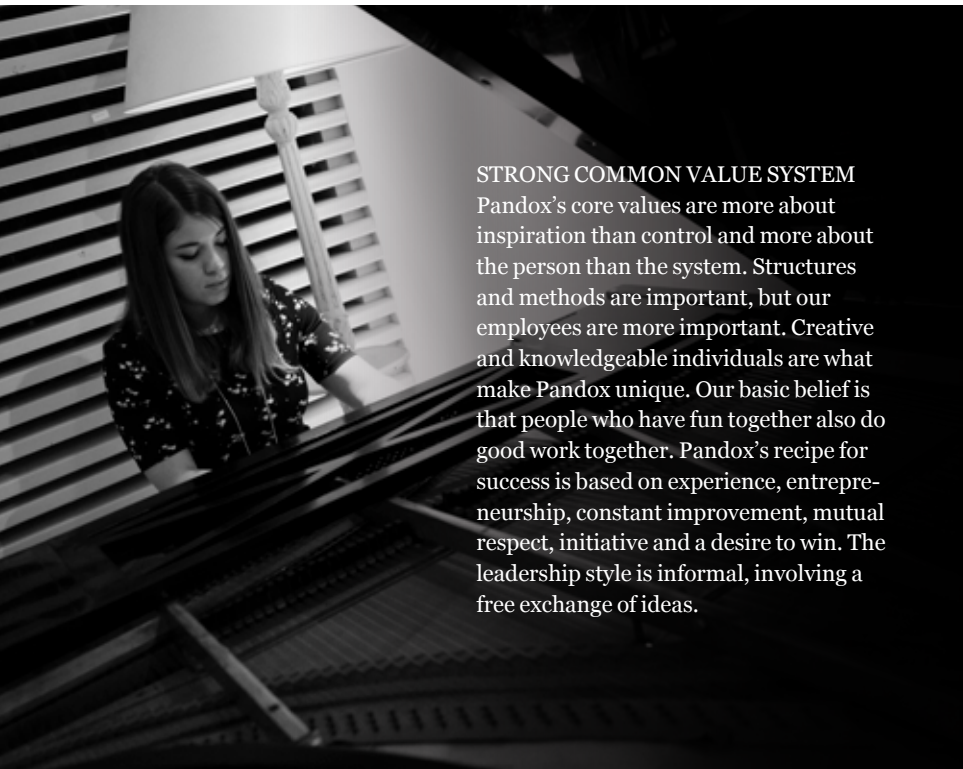 STRONG COMMON VALUE SYSTEM
Pandox’s core values are more about
inspiration than control and more about
the person than the system. Structures
and methods are important, but our
employees are more important. Creative
and knowledgeable individuals are what
make Pandox unique. Our basic belief is
that people who have fun together also do
good work together. Pandox’s recipe for
success is based on experience, entrepre-
neurship, constant improvement, mutual
respect, initiative and a desire to win. The
leadership style is informal, involving a
free exchange of ideas.